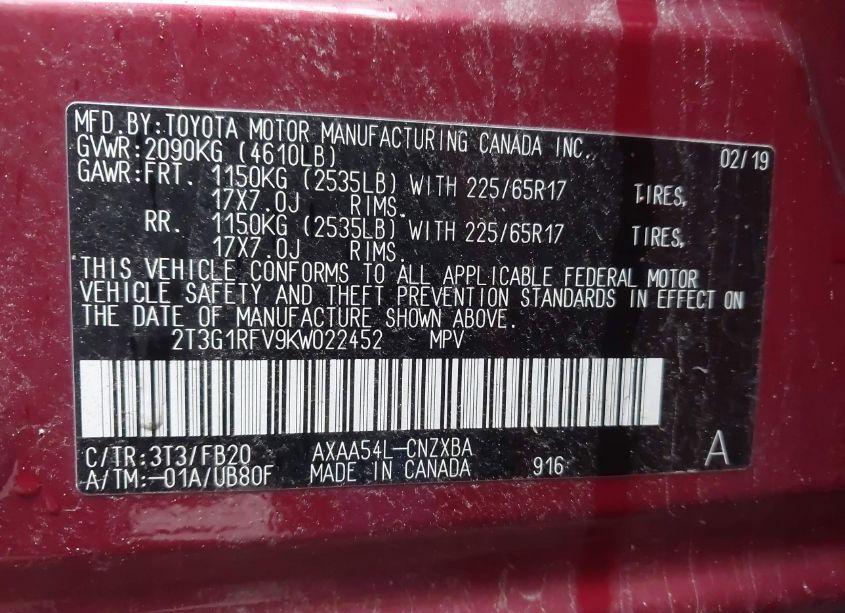 MFD.BY:TOYOTA MOTOR MANUFACTURING CANADA INC. 02/19
GVWR:2090KG (4610LB)
GAWR:FRT. 1150KG (2535LB) WITH 225/65R17 TIRES,
17X7.0J RIMS.
RR. 1150KG (2535LB) WITH 225/65R17 TIRES,
17X7.0J RIMS.
THIS VEHICLE CONFORMS TO ALL APPLICABLE FEDERAL MOTOR
VEHICLE SAFETY AND THEFT PREVENTION STANDARDS IN EFFECT ON
THE DATE OF MANUFACTURE SHOWN ABOVE.
2T3G1RFV9KW022452 MPV
C/TR:3T3/FB20 AXAA54L-CNZXBA
A/TM:-01A/UB80F MADE IN CANADA 916 A